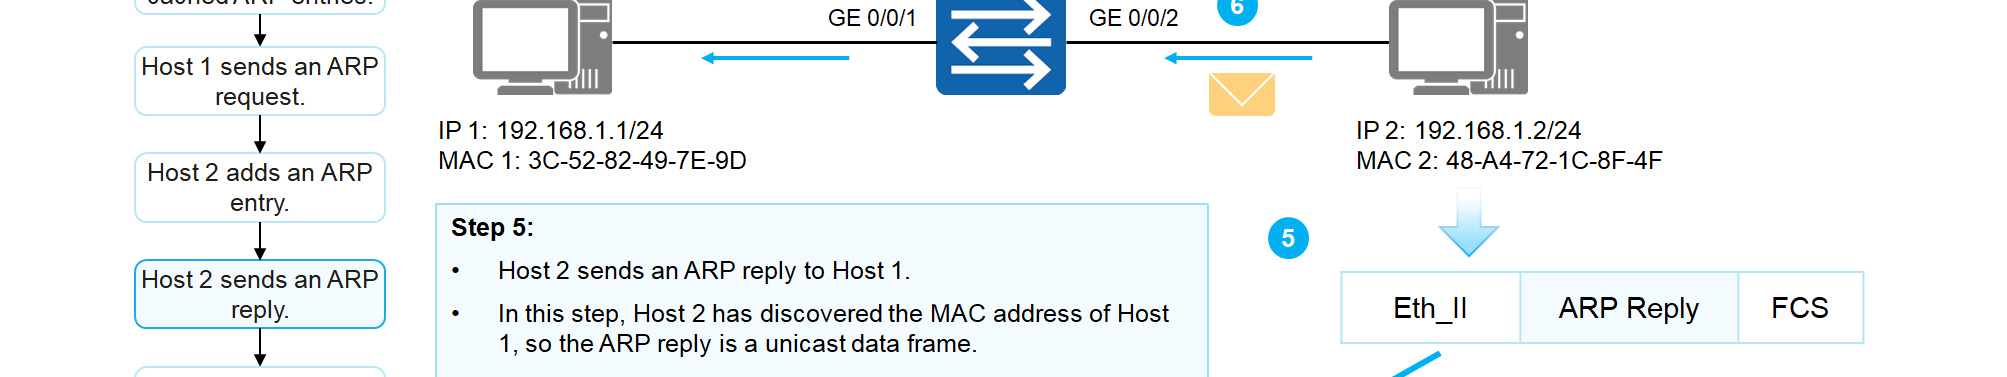 cached ARP entries.
Host 1 sends an ARP
request.
Host 2 adds an ARP
entry.
Host 2 sends an ARP
reply.
GE 0/0/1
GE 0/0/2
6
IP 1: 192.168.1.1/24
MAC 1: 3C-52-82-49-7E-9D
IP 2: 192.168.1.2/24
MAC 2: 48-A4-72-1C-8F-4F
Step 5:
• Host 2 sends an ARP reply to Host 1.
• In this step, Host 2 has discovered the MAC address of Host
1, so the ARP reply is a unicast data frame.
5
Eth_II
ARP Reply
FCS